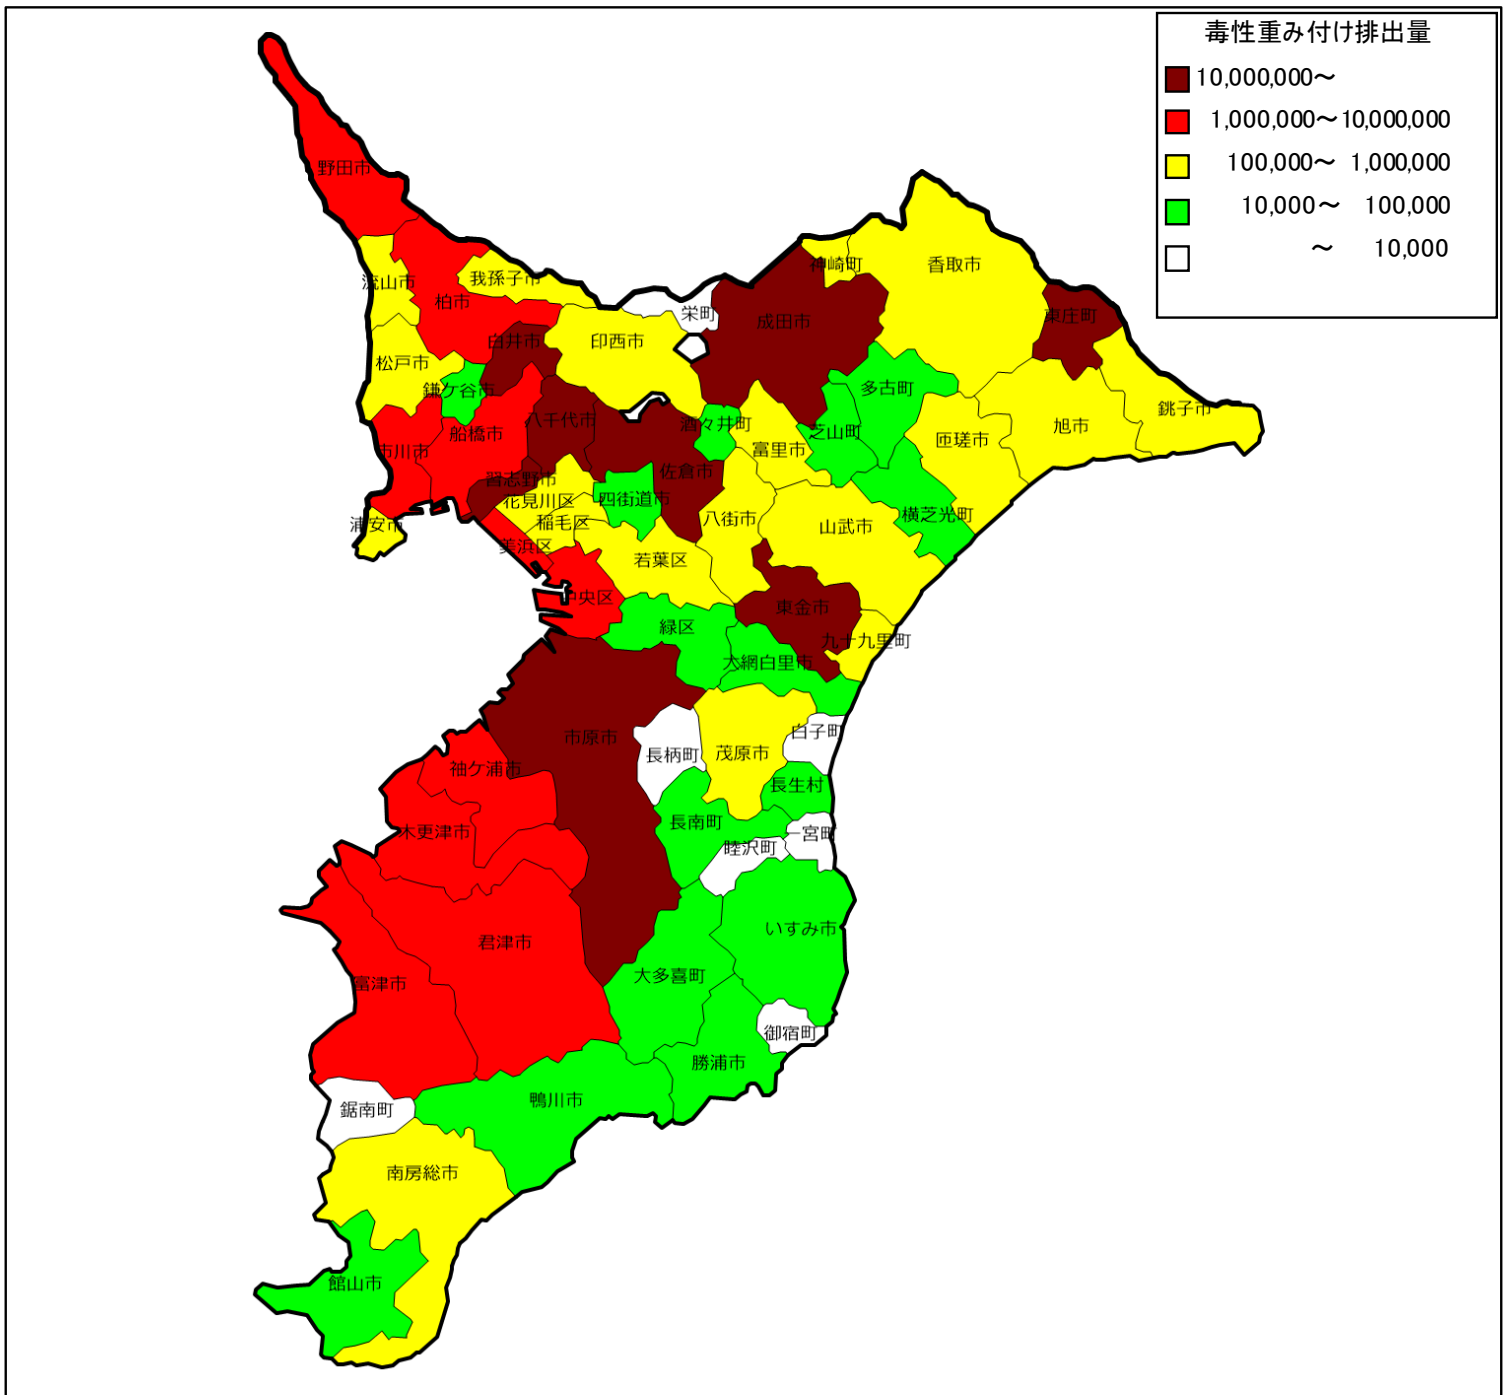 毒性重み付け排出量
10,000,000～
1,000,000～10,000,000
100,000～ 1,000,000
10,000～ 100,000
～ 10,000
野田市
流山市
柏市
我孫子市
栄町
成田市
神崎町
香取市
東庄町
松戸市
白井市
印西市
鎌ケ谷市
多古町
銚子市
市川市
船橋市
八千代市
酒々井町
芝山町
匝瑳市
旭市
富里市
習志野市
佐倉市
花見川区
四街道市
浦安市
稲毛区
八街市
山武市
横芝光町
美浜区
若葉区
中央区
東金市
緑区
九十九里町
大網白里市
市原市
長柄町
茂原市
白子町
袖ケ浦市
長生村
木更津市
長南町
一宮町
睦沢町
君津市
いすみ市
富津市
大多喜町
御宿町
勝浦市
鋸南町
鴨川市
南房総市
館山市